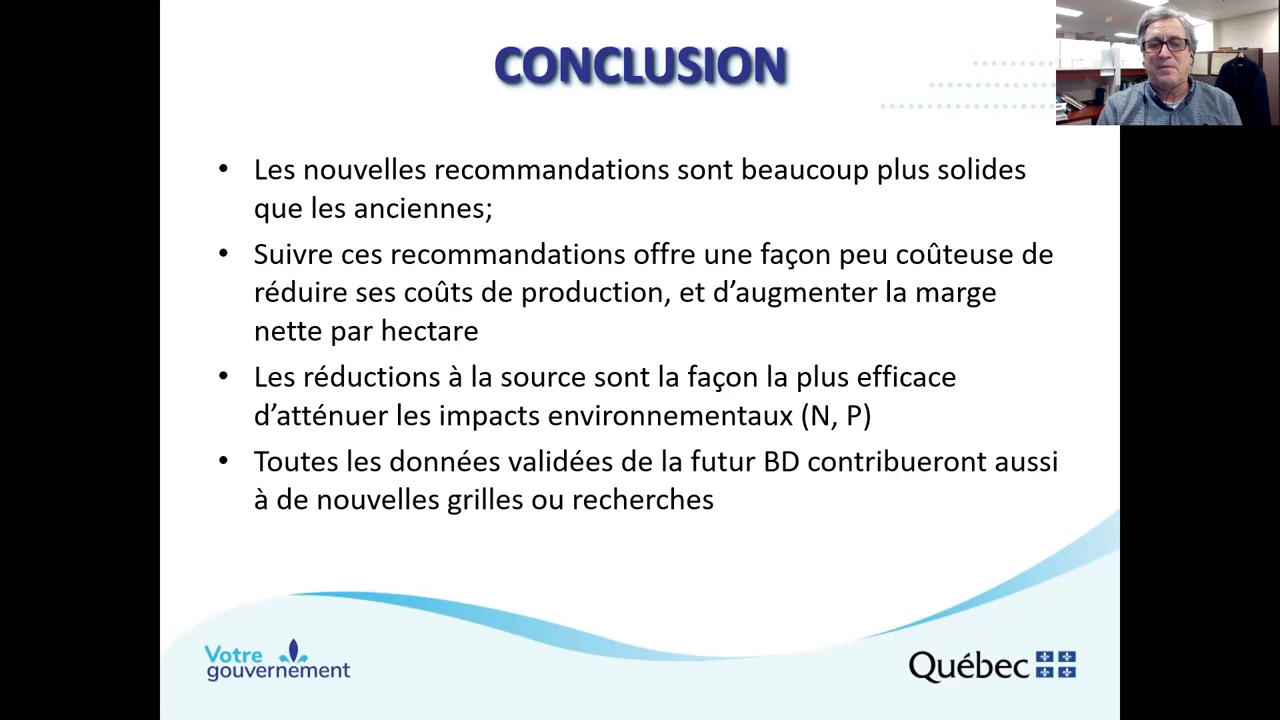 CONCLUSION
• Les nouvelles recommandations sont beaucoup plus solides
que les anciennes;
• Suivre ces recommandations offre une façon peu coûteuse de
réduire ses coûts de production, et d’augmenter la marge
nette par hectare
• Les réductions à la source sont la façon la plus efficace
d’atténuer les impacts environnementaux (N, P)
• Toutes les données validées de la futur BD contribueront aussi
à de nouvelles grilles ou recherches
Votre
gouvernement
Québec